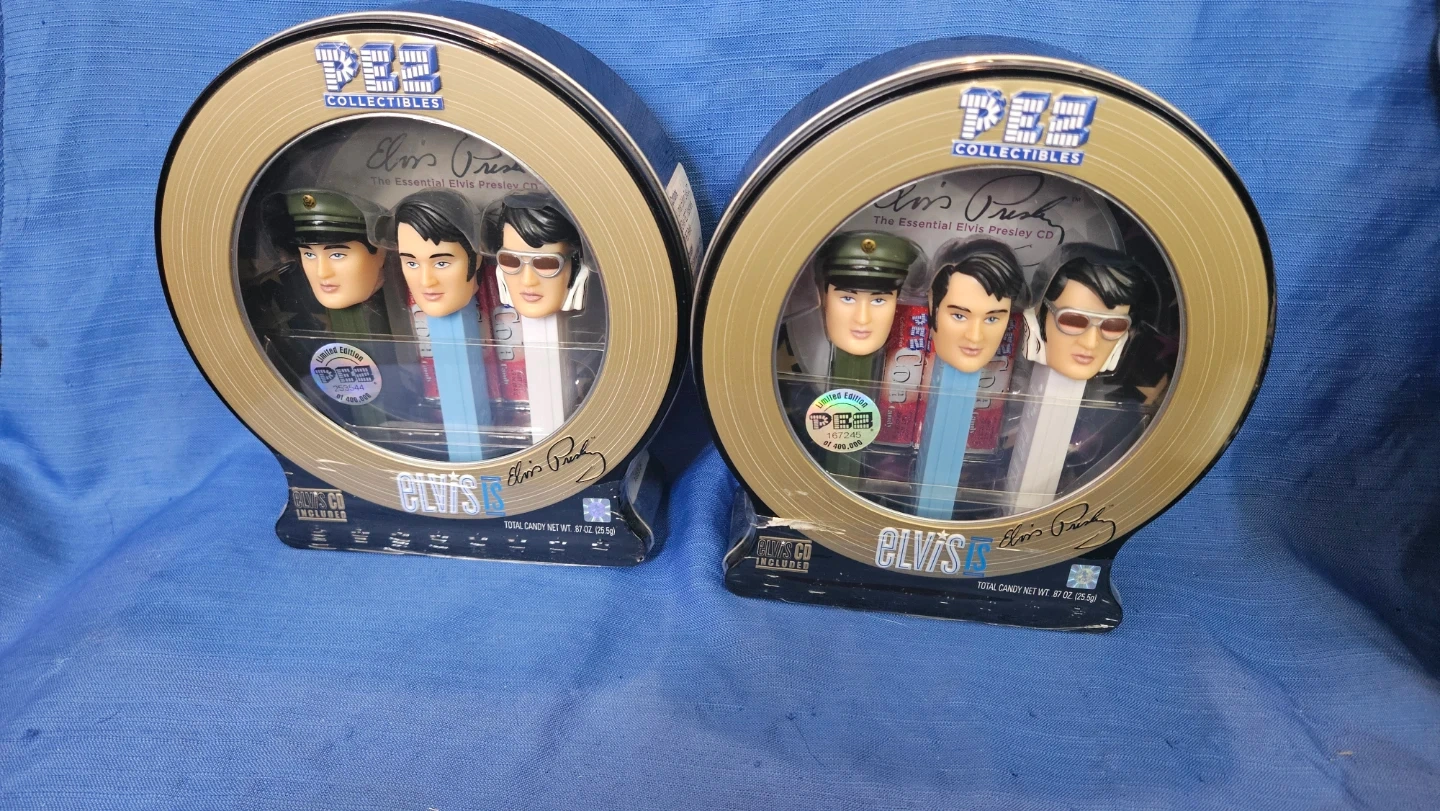 PEZ
COLLECTIBLES
Elvis Presley
The Essential Elvis Presley CD
Limited Edition
PEZ
of 400,000
Elvis Presley™
ELVIS IS
ELVIS CD
INCLUDED
TOTAL CANDY NET WT. .87 OZ. (25.5g)
PEZ
COLLECTIBLES
Elvis Presley™
The Essential Elvis Presley CD
Limited Edition
PEZ
167245
of 400,000
Elvis Presley™
ELVIS IS
ELVIS CD
INCLUDED
TOTAL CANDY NET WT. .87 OZ. (25.5g)